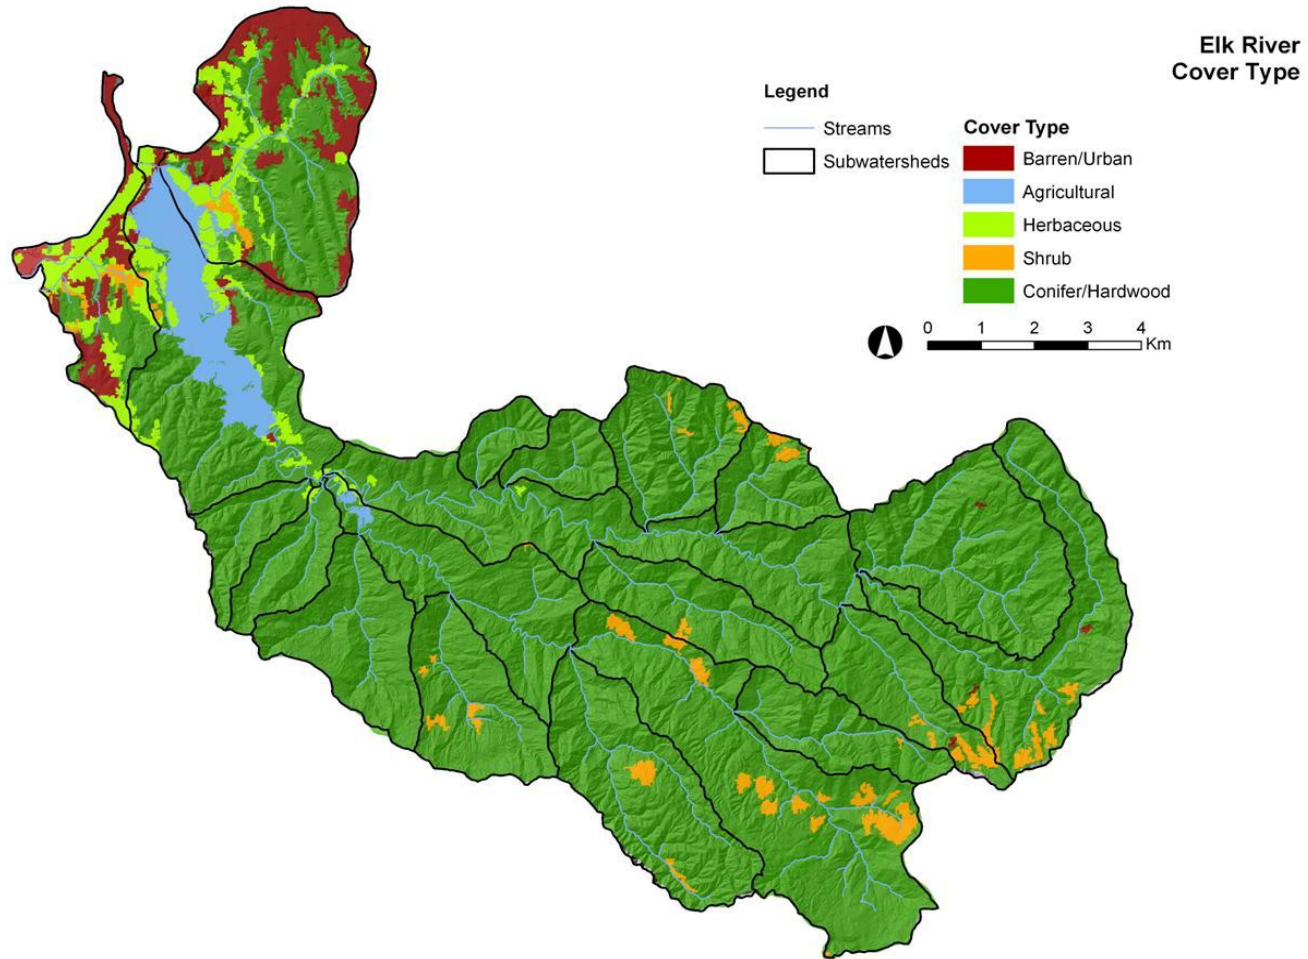 Elk River
Cover Type
Legend
Streams
Subwatersheds
Cover Type
Barren/Urban
Agricultural
Herbaceous
Shrub
Conifer/Hardwood
0 1 2 3 4
Km